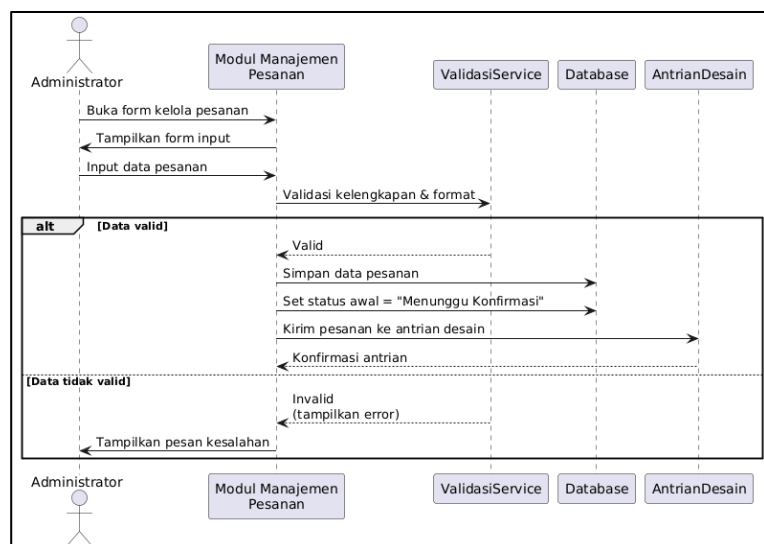 Administrator
Modul Manajemen
Pesanan
ValidasiService
Database
AntrianDesain
Buka form kelola pesanan
Tampilkan form input
Input data pesanan
Validasi kelengkapan & format
alt
[Data valid]
Valid
Simpan data pesanan
Set status awal = "Menunggu Konfirmasi"
Kirim pesanan ke antrian desain
Konfirmasi antrian
[Data tidak valid]
Invalid
(tampilkan error)
Tampilkan pesan kesalahan
Administrator
Modul Manajemen
Pesanan
ValidasiService
Database
AntrianDesain